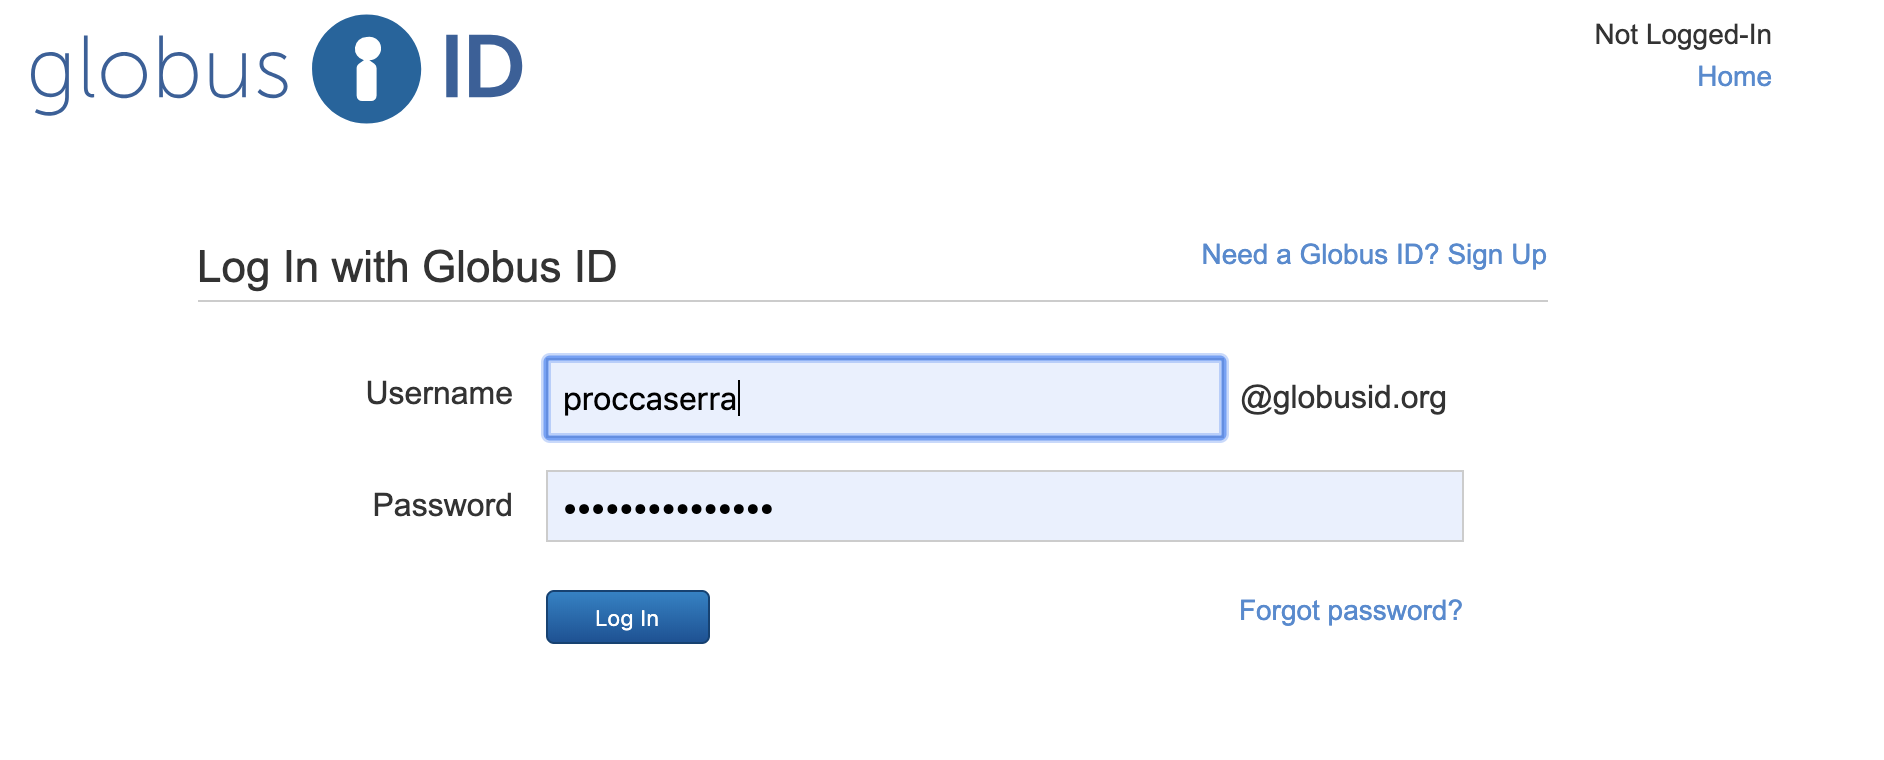 globus ID
Not Logged-In
Home
Log In with Globus ID
Need a Globus ID? Sign Up
Username
proccaserra
@globusid.org
Password
•••••••••••••••
Log In
Forgot password?